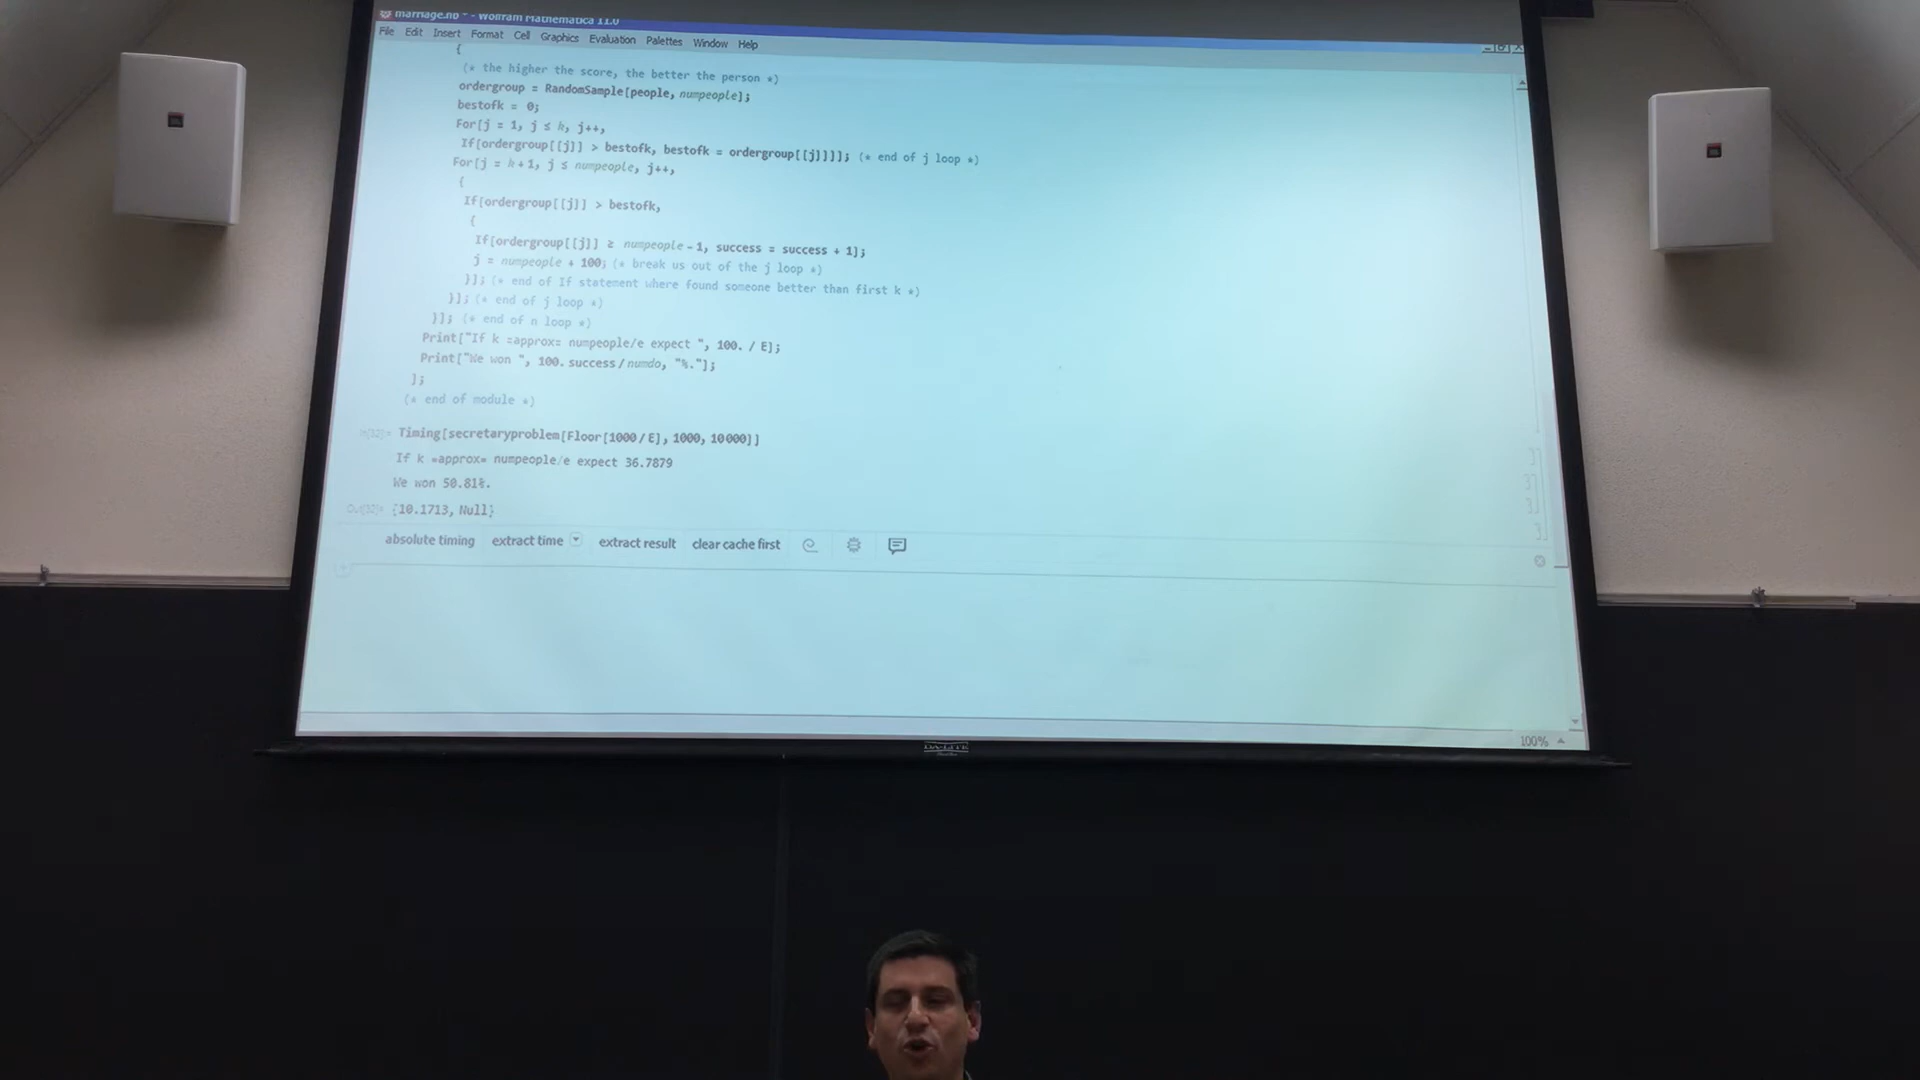 marriage.nb * - Wolfram Mathematica 11.0
File Edit Insert Format Cell Graphics Evaluation Palettes Window Help
{
(* the higher the score, the better the person *)
ordergroup = RandomSample[people, numpeople];
bestofk = 0;
For[j = 1, j ≤ k, j++,
If[ordergroup[[j]] > bestofk, bestofk = ordergroup[[j]]]]; (* end of j loop *)
For[j = k+1, j ≤ numpeople, j++,
{
If[ordergroup[[j]] > bestofk,
{
If[ordergroup[[j]] ≥ numpeople-1, success = success + 1];
j = numpeople + 100; (* break us out of the j loop *)
}]; (* end of If statement where found someone better than first k *)
}]; (* end of j loop *)
}]; (* end of n loop *)
Print["If k =approx= numpeople/e expect ", 100. / E];
Print["We won ", 100. success/numdo, "%."];
];
(* end of module *)
In[32]:= Timing[secretaryproblem[Floor[1000/E], 1000, 10000]]
If k =approx= numpeople/e expect 36.7879
We won 50.81%.
Out[32]= {10.1713, Null}
absolute timing extract time extract result clear cache first
100%
DA-LITE